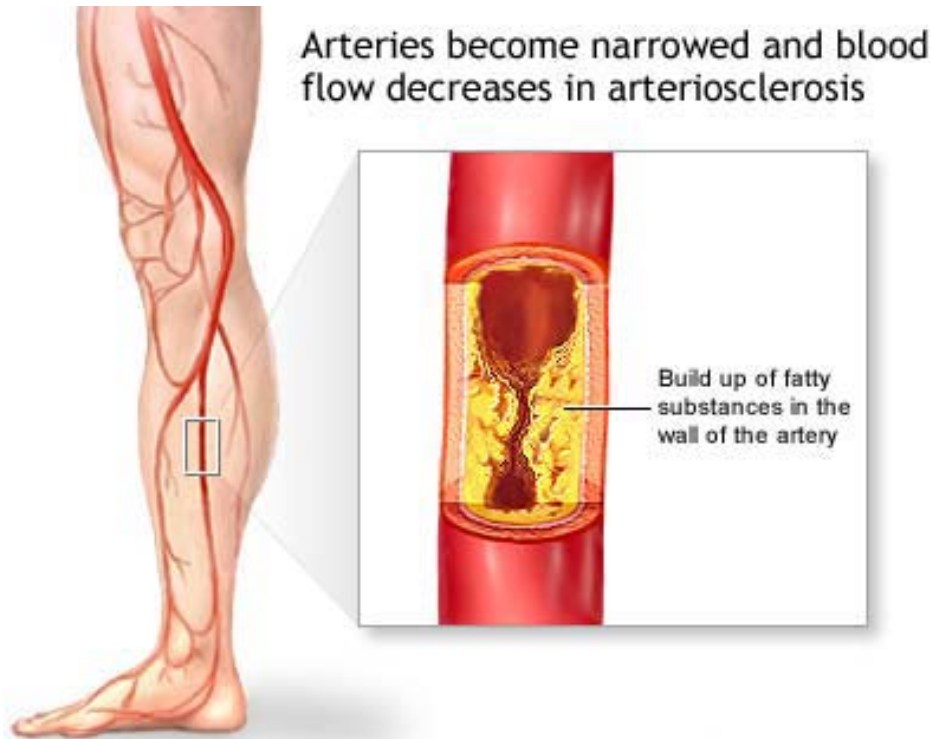 Arteries become narrowed and blood
flow decreases in arteriosclerosis
Build up of fatty
substances in the
wall of the artery